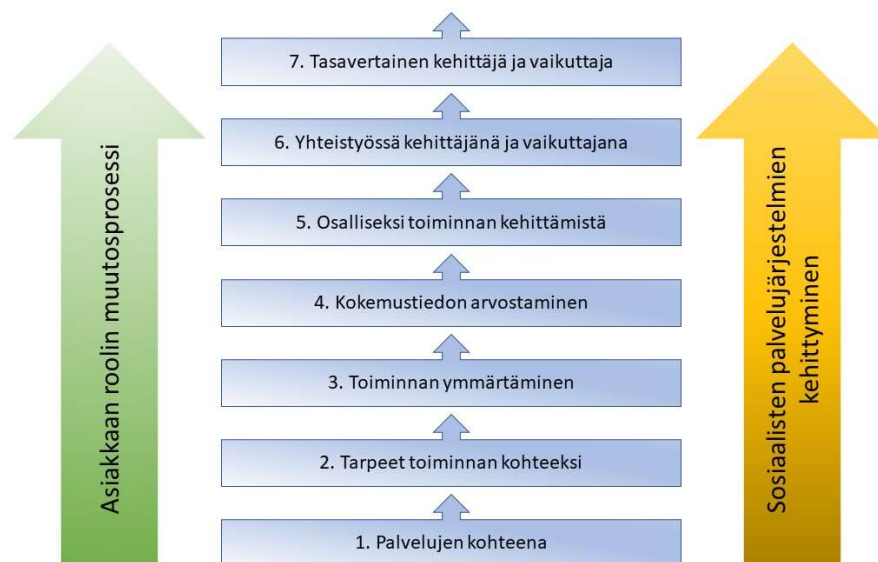 Asiakkaan roolin muutosprosessi
7. Tasavertainen kehittäjä ja vaikuttaja
6. Yhteistyössä kehittäjänä ja vaikuttajana
5. Osalliseksi toiminnan kehittämistä
4. Kokemustiedon arvostaminen
3. Toiminnan ymmärtäminen
2. Tarpeet toiminnan kohteeksi
1. Palvelujen kohteena
Sosiaalisten palvelujärjestelmien
kehittyminen